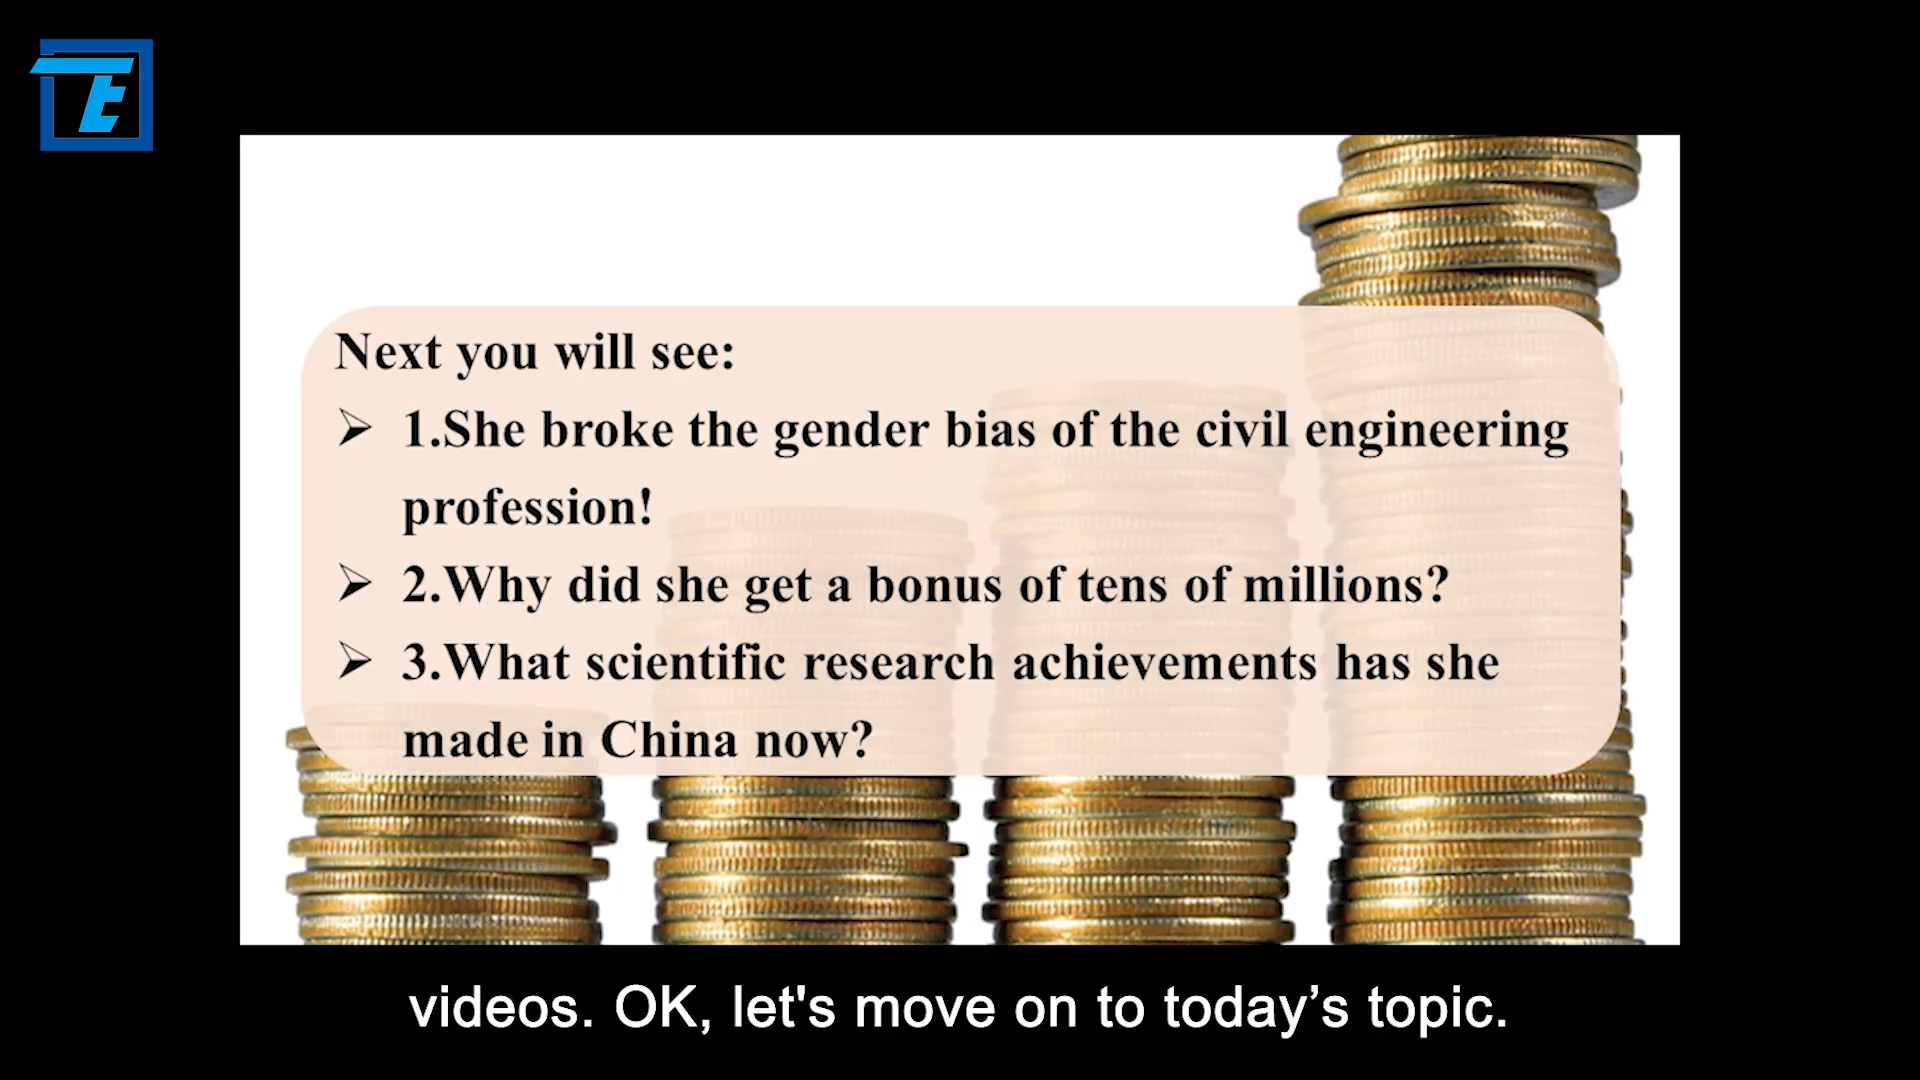 TE
Next you will see:
➢ 1.She broke the gender bias of the civil engineering
profession!
➢ 2.Why did she get a bonus of tens of millions?
➢ 3.What scientific research achievements has she
made in China now?
videos. OK, let's move on to today’s topic.